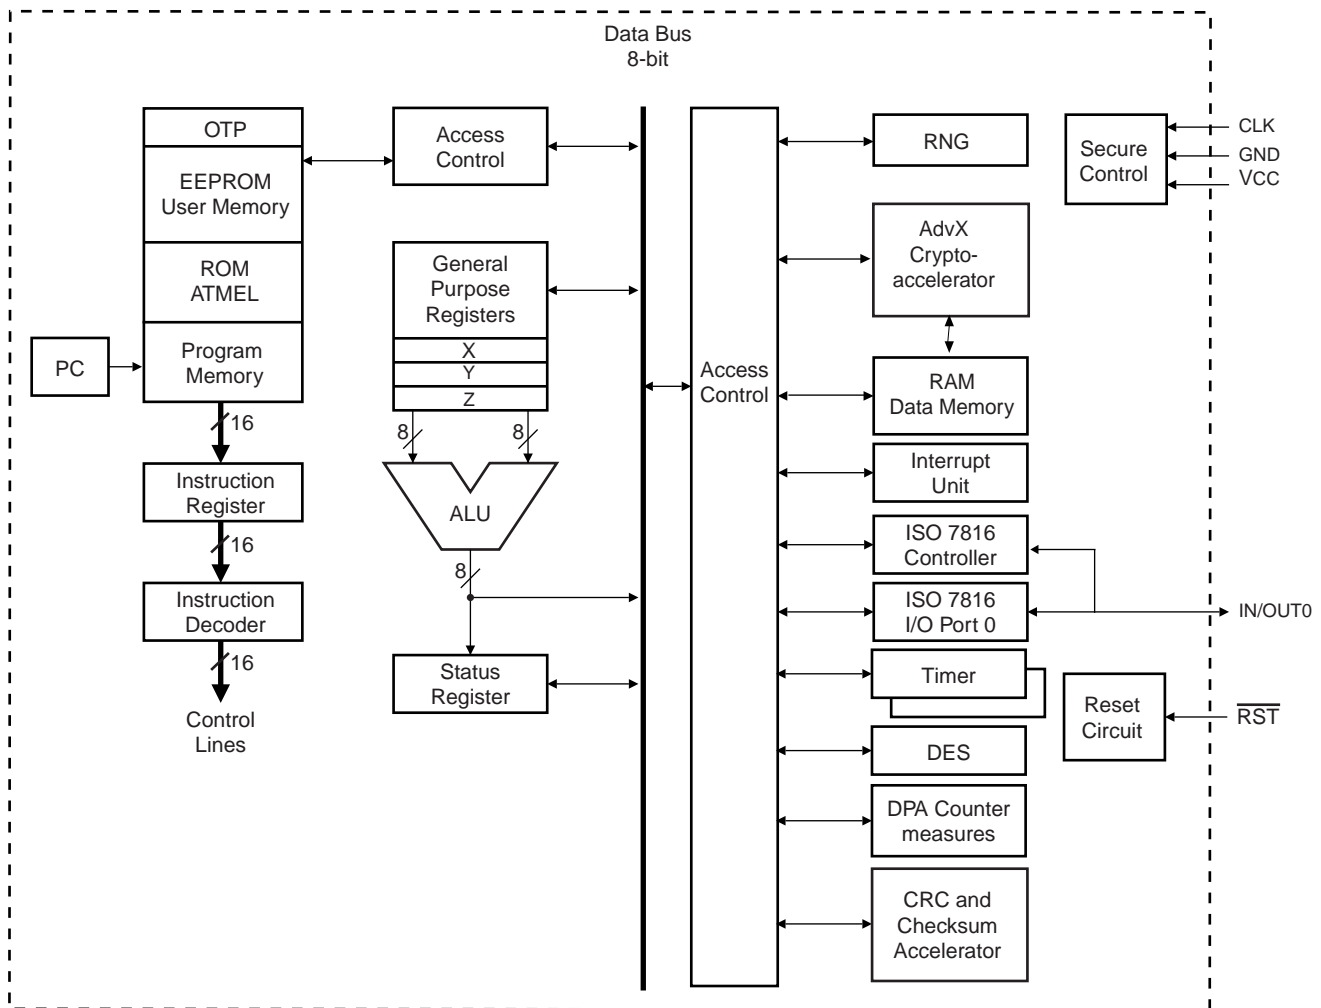 Data Bus
8-bit
OTP
EEPROM
User Memory
ROM
ATMEL
Program
Memory
PC
16
Instruction
Register
16
Instruction
Decoder
16
Control
Lines
Access
Control
General
Purpose
Registers
X
Y
Z
8
8
ALU
8
Status
Register
Access
Control
RNG
AdvX
Crypto-
accelerator
RAM
Data Memory
Interrupt
Unit
ISO 7816
Controller
ISO 7816
I/O Port 0
Timer
DES
DPA Counter
measures
CRC and
Checksum
Accelerator
Secure
Control
CLK
GND
VCC
IN/OUT0
Reset
Circuit
RST